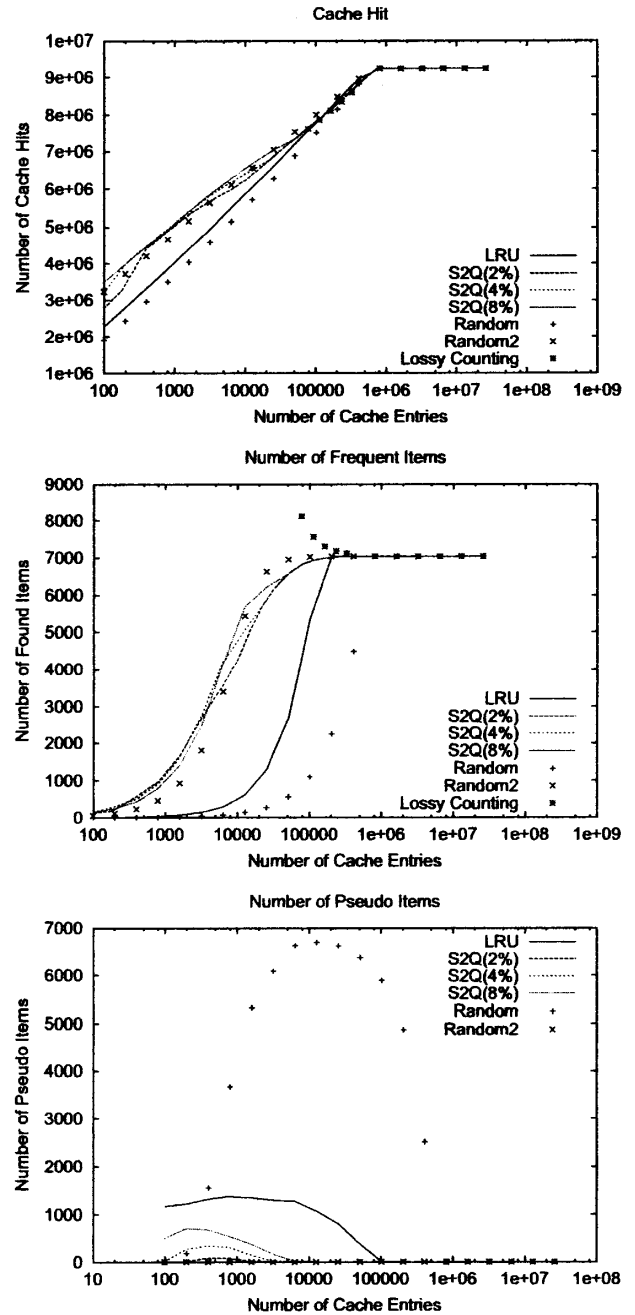 Cache Hit
1e+07
9e+06
8e+06
7e+06
6e+06
5e+06
4e+06
3e+06
2e+06
1e+06
Number of Cache Hits
LRU
S2Q(2%)
S2Q(4%)
S2Q(8%)
Random
Random2
Lossy Counting
100 1000 10000 100000 1e+06 1e+07 1e+08 1e+09
Number of Cache Entries
Number of Frequent Items
9000
8000
7000
6000
5000
4000
3000
2000
1000
0
Number of Found Items
LRU
S2Q(2%)
S2Q(4%)
S2Q(8%)
Random
Random2
Lossy Counting
100 1000 10000 100000 1e+06 1e+07 1e+08 1e+09
Number of Cache Entries
Number of Pseudo Items
7000
6000
5000
4000
3000
2000
1000
0
Number of Pseudo Items
LRU
S2Q(2%)
S2Q(4%)
S2Q(8%)
Random
Random2
10 100 1000 10000 100000 1e+06 1e+07 1e+08
Number of Cache Entries